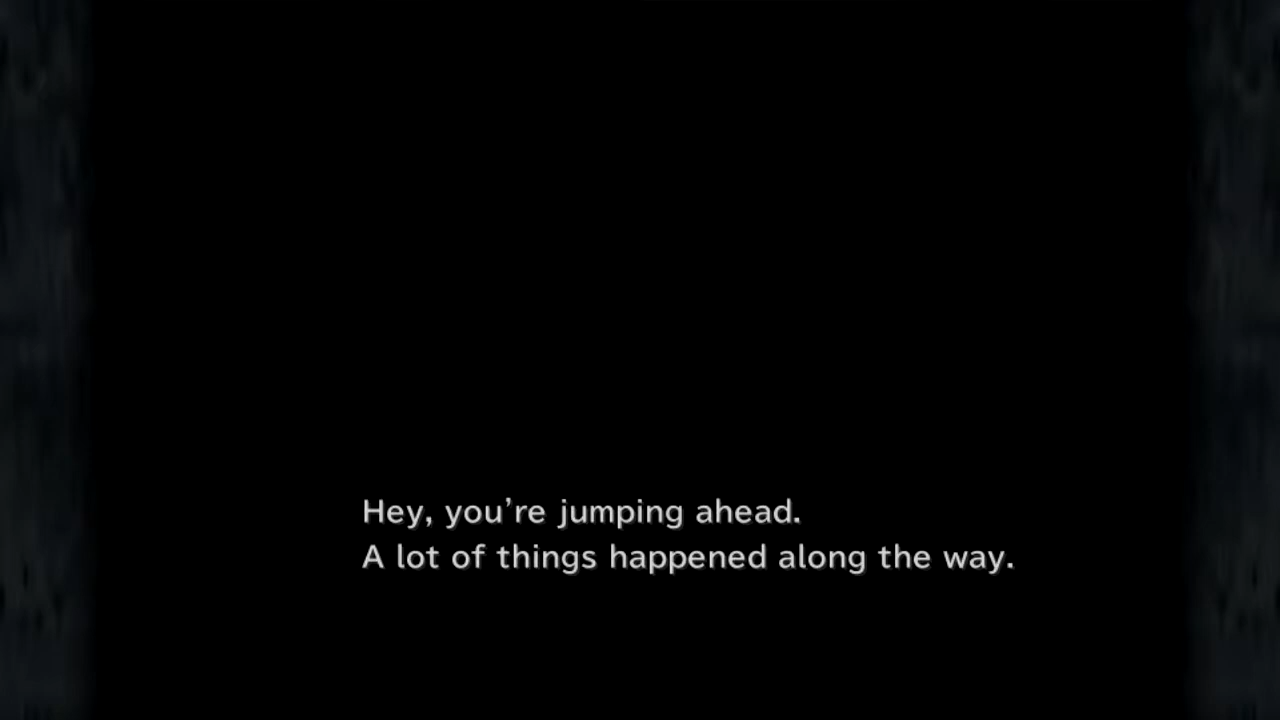 Hey, you’re jumping ahead.
A lot of things happened along the way.